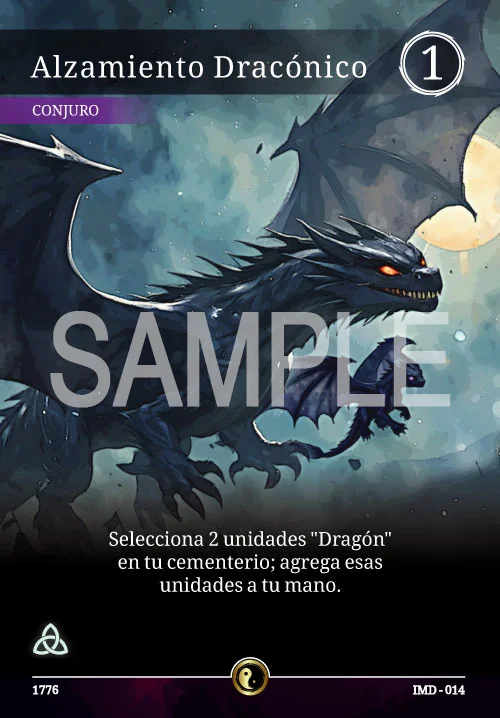 Alzamiento Dracónico
1
CONJURO
SAMPLE
Selecciona 2 unidades "Dragón"
en tu cementerio; agrega esas
unidades a tu mano.
1776
IMD - 014